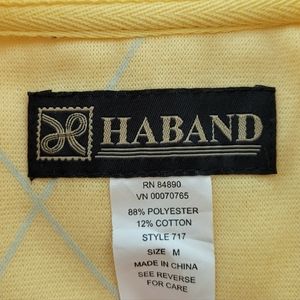 HABAND
RN 84890
VN 00070765
88% POLYESTER
12% COTTON
STYLE 717
SIZE M
MADE IN CHINA
SEE REVERSE
FOR CARE